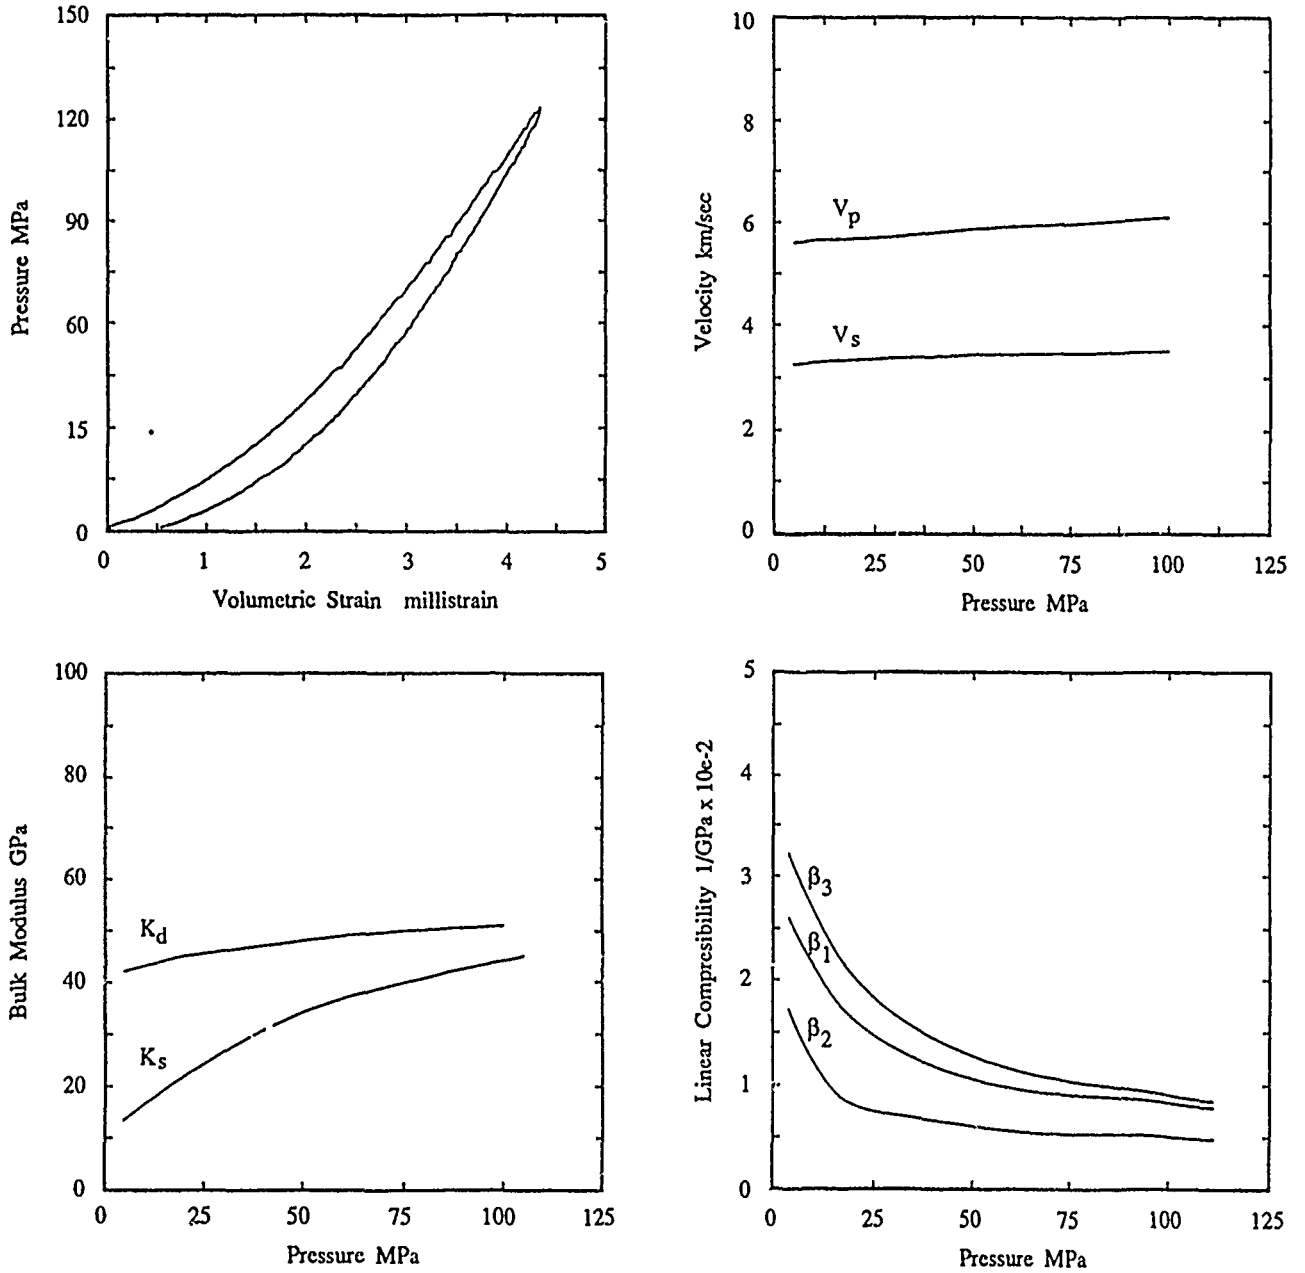 150
120
90
60
15
0
Pressure MPa
0 1 2 3 4 5
Volumetric Strain millistrain
10
8
6
4
2
0
Velocity km/sec
Vp
Vs
0 25 50 75 100 125
Pressure MPa
100
80
60
40
20
0
Bulk Modulus GPa
Kd
Ks
0 25 50 75 100 125
Pressure MPa
5
4
3
2
1
0
Linear Compresibility 1/GPa x 10e-2
β3
β1
β2
0 25 50 75 100 125
Pressure MPa